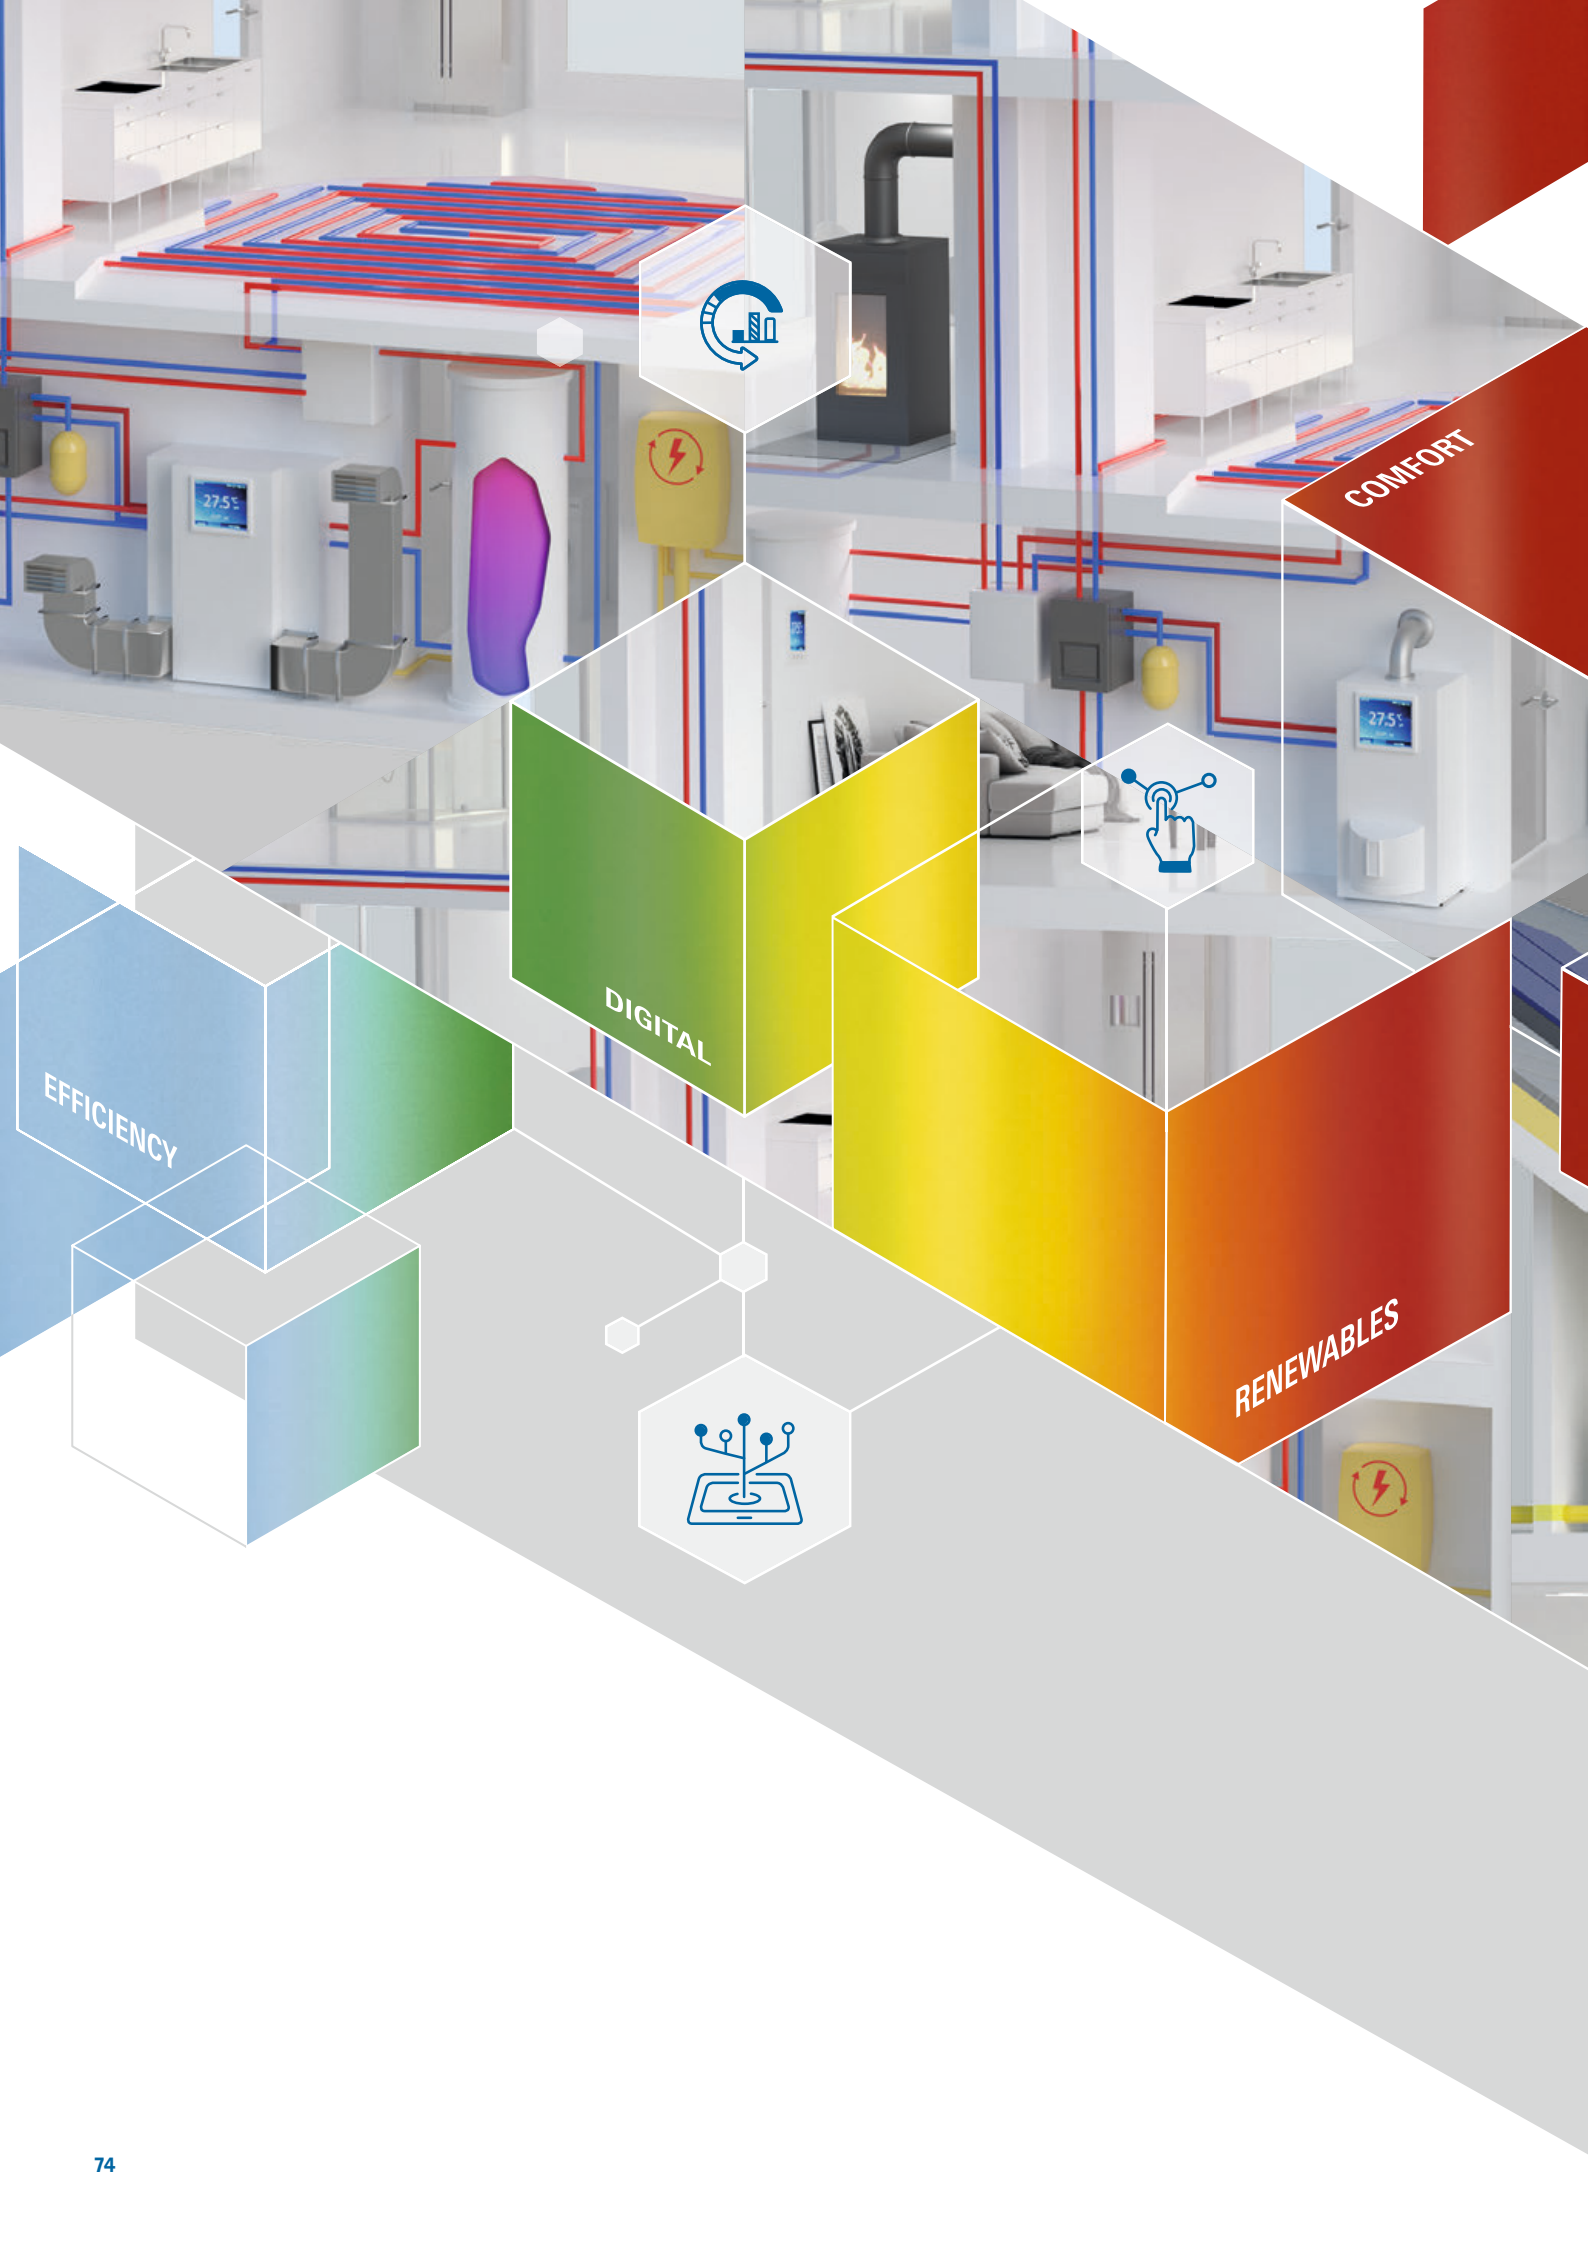 COMFORT
27.5°C
27.5°C
DIGITAL
EFFICIENCY
RENEWABLES
74